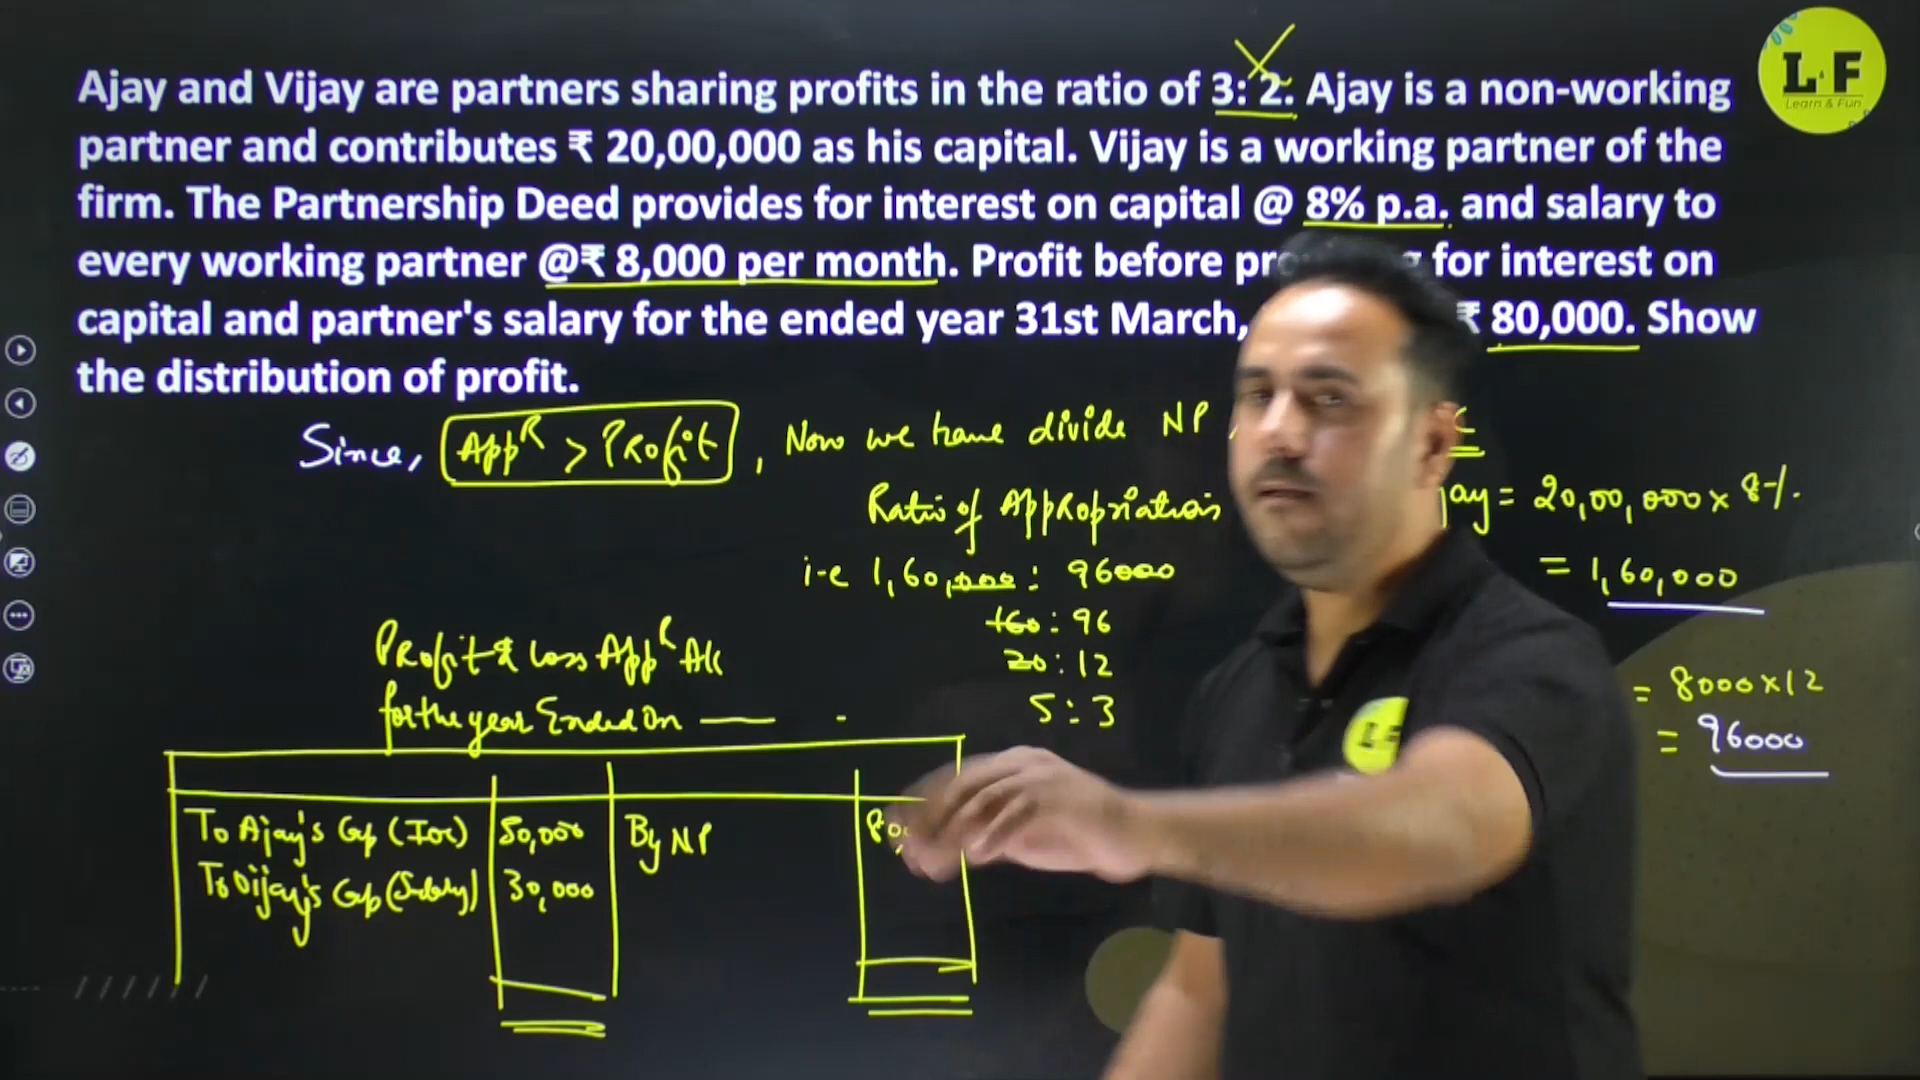 Ajay and Vijay are partners sharing profits in the ratio of 3: 2. Ajay is a non-working
partner and contributes ₹ 20,00,000 as his capital. Vijay is a working partner of the
firm. The Partnership Deed provides for interest on capital @ 8% p.a. and salary to
every working partner @₹ 8,000 per month. Profit before for interest on
capital and partner's salary for the ended year 31st March, ₹ 80,000. Show
the distribution of profit.
L&F
Learn & Fun
Since, AppR > Profit, Now we have divide NP
Ratio of Appropriation
i-e 1,60,000 : 96000
160 : 96
20 : 12
5 : 3
= 20,00,000 x 8%.
= 1,60,000
= 8000x12
= 96000
Profit & Loss AppR A/c
for the year Ended On —
To Ajay's Cap (IOC) 50,000 By NP
To Vijay's Cap (Salary) 30,000
LF